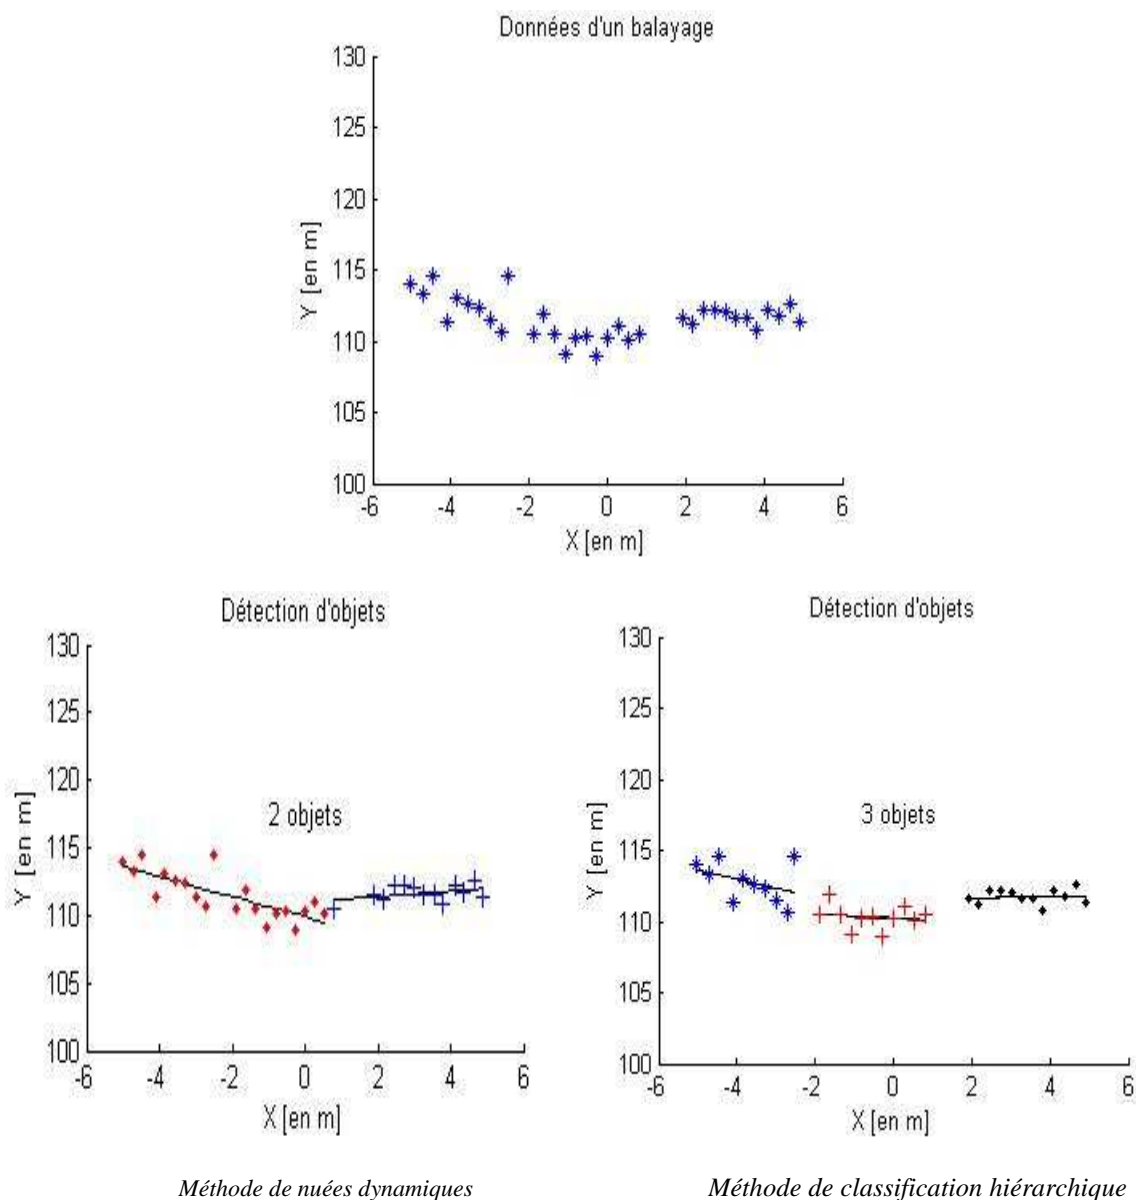 Données d'un balayage
130
125
120
115
110
105
100
Y [en m]
-6 -4 -2 0 2 4 6
X [en m]
Détection d'objets
130
125
120
115
110
105
100
Y [en m]
2 objets
-6 -4 -2 0 2 4 6
X [en m]
Méthode de nuées dynamiques
Détection d'objets
130
125
120
115
110
105
100
Y [en m]
3 objets
-6 -4 -2 0 2 4 6
X [en m]
Méthode de classification hiérarchique